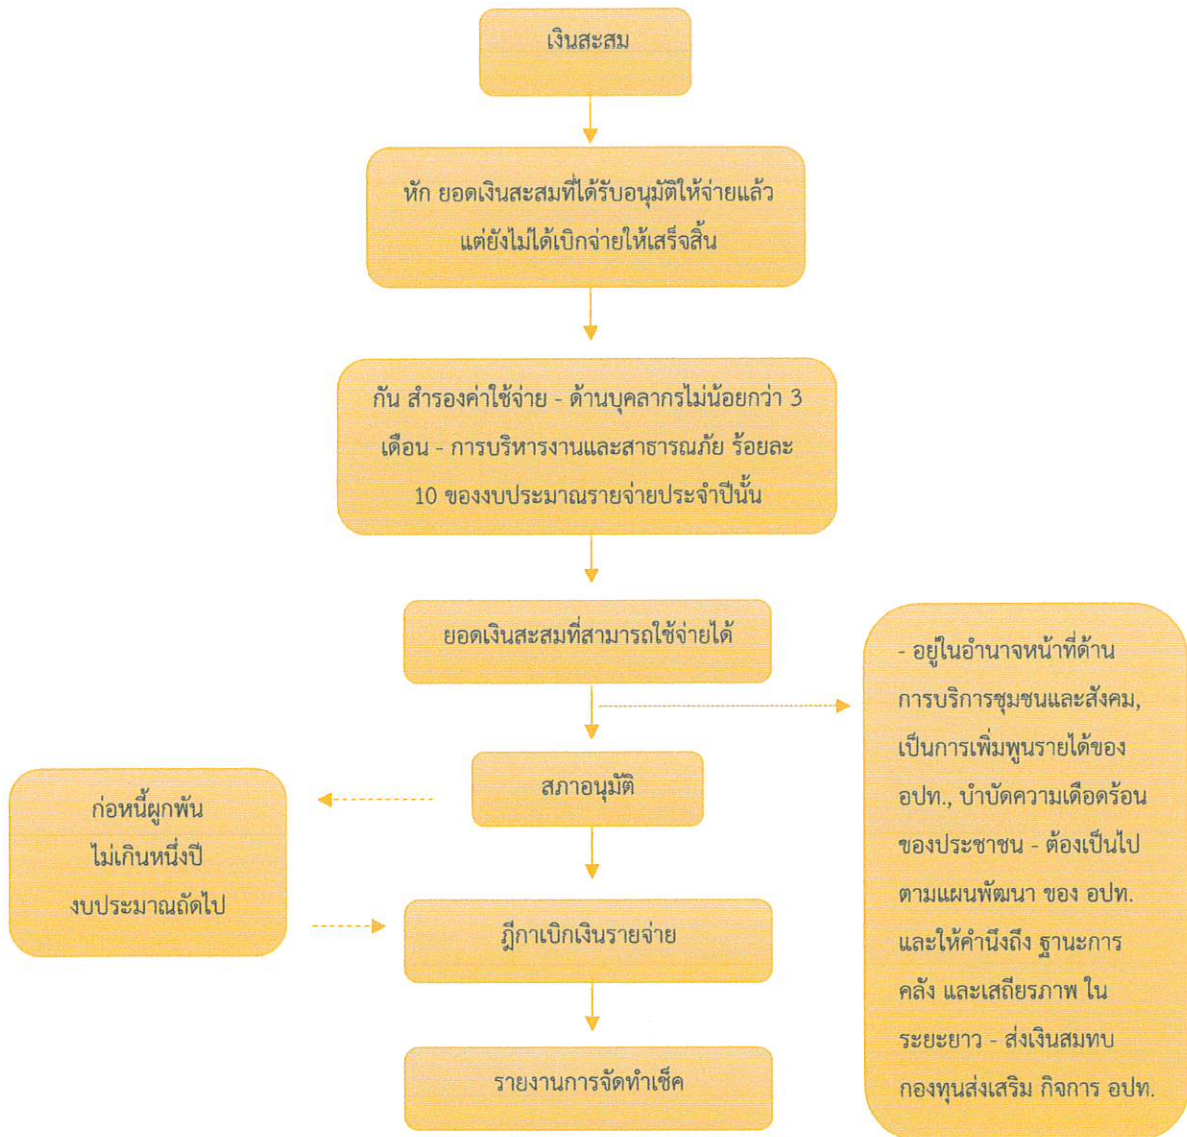 เงินสะสม
หัก ยอดเงินสะสมที่ได้รับอนุมัติให้จ่ายแล้ว
แต่ยังไม่ได้เบิกจ่ายให้เสร็จสิ้น
กัน สำรองค่าใช้จ่าย - ด้านบุคลากรไม่น้อยกว่า 3
เดือน - การบริหารงานและสาธารณภัย ร้อยละ
10 ของงบประมาณรายจ่ายประจำปีนั้น
ยอดเงินสะสมที่สามารถใช้จ่ายได้
- อยู่ในอำนาจหน้าที่ด้าน
การบริการชุมชนและสังคม,
เป็นการเพิ่มพูนรายได้ของ
อปท., บำบัดความเดือดร้อน
ของประชาชน - ต้องเป็นไป
ตามแผนพัฒนา ของ อปท.
และให้คำนึงถึง ฐานะการ
คลัง และเสถียรภาพ ใน
ระยะยาว - ส่งเงินสมทบ
กองทุนส่งเสริม กิจการ อปท.
สภาอนุมัติ
ก่อหนี้ผูกพัน
ไม่เกินหนึ่งปี
งบประมาณถัดไป
ฎีกาเบิกเงินรายจ่าย
รายงานการจัดทำเช็ค